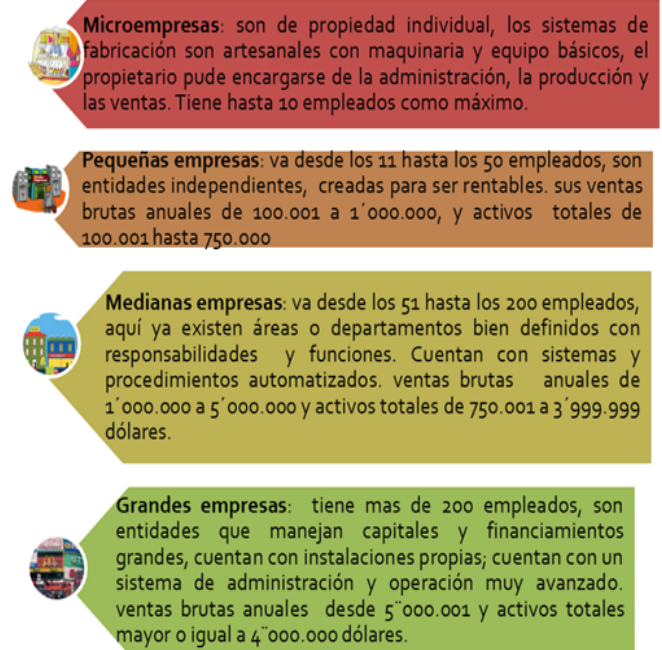 Microempresas: son de propiedad individual, los sistemas de
fabricación son artesanales con maquinaria y equipo básicos, el
propietario pude encargarse de la administración, la producción y
las ventas. Tiene hasta 10 empleados como máximo.
Pequeñas empresas: va desde los 11 hasta los 50 empleados, son
entidades independientes, creadas para ser rentables. sus ventas
brutas anuales de 100.001 a 1´000.000, y activos totales de
100.001 hasta 750.000
Medianas empresas: va desde los 51 hasta los 200 empleados,
aquí ya existen áreas o departamentos bien definidos con
responsabilidades y funciones. Cuentan con sistemas y
procedimientos automatizados. ventas brutas anuales de
1´000.000 a 5´000.000 y activos totales de 750.001 a 3´999.999
dólares.
Grandes empresas: tiene mas de 200 empleados, son
entidades que manejan capitales y financiamientos
grandes, cuentan con instalaciones propias; cuentan con un
sistema de administración y operación muy avanzado.
ventas brutas anuales desde 5¨000.001 y activos totales
mayor o igual a 4¨000.000 dólares.